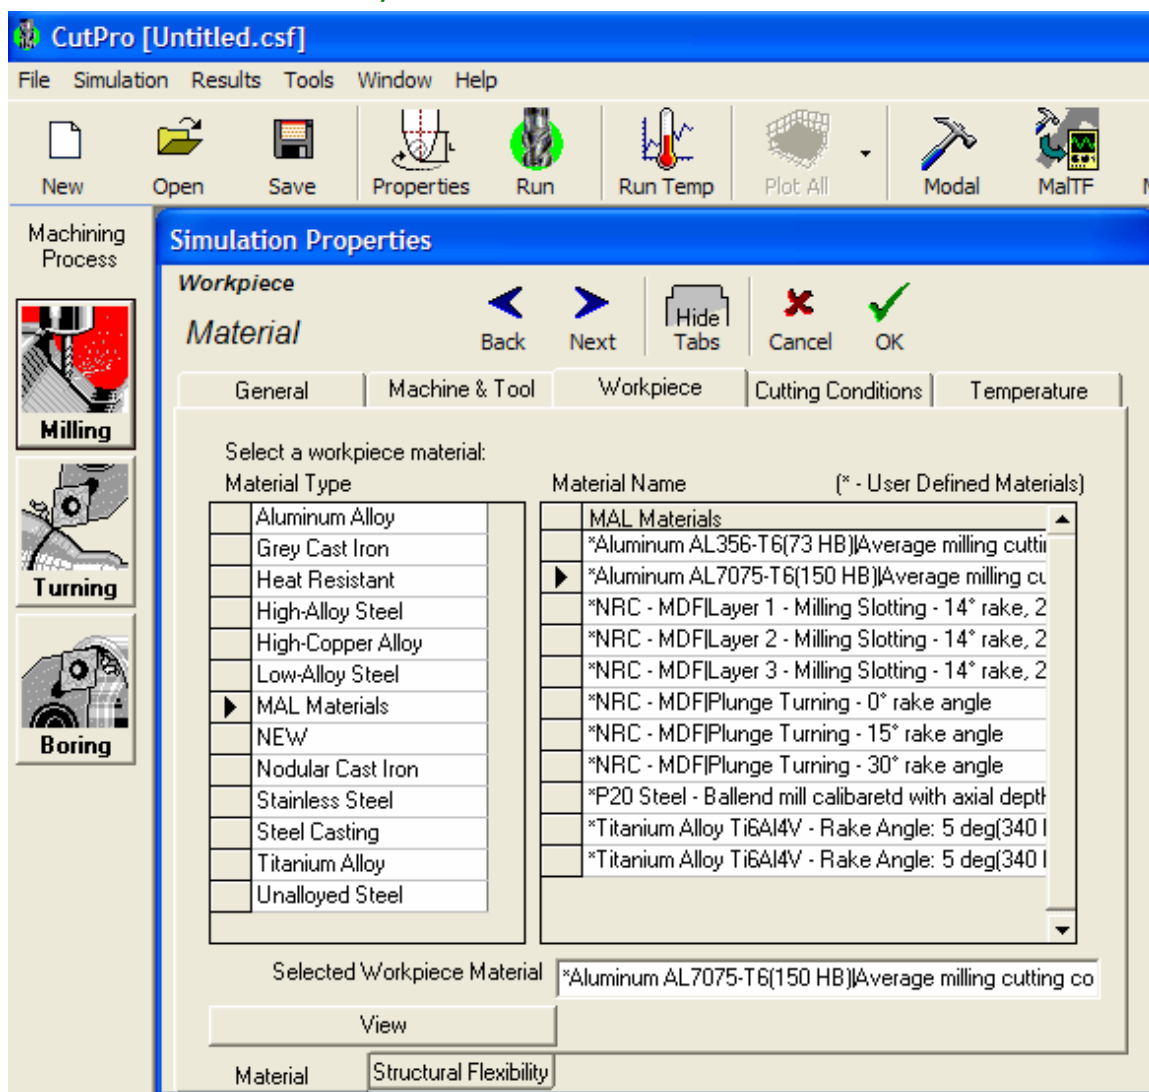 CutPro [Untitled.csf]
File Simulation Results Tools Window Help
New Open Save Properties Run Run Temp Plot All Modal MalTF
Machining
Process
Simulation Properties
Workpiece
Material
Back Next Hide
Tabs Cancel OK
General Machine & Tool Workpiece Cutting Conditions Temperature
Milling
Turning
Boring
Select a workpiece material:
Material Type
Aluminum Alloy
Grey Cast Iron
Heat Resistant
High-Alloy Steel
High-Copper Alloy
Low-Alloy Steel
MAL Materials
NEW
Nodular Cast Iron
Stainless Steel
Steel Casting
Titanium Alloy
Unalloyed Steel
Material Name (* - User Defined Materials)
MAL Materials
*Aluminum AL356-T6(73 HB)|Average milling cuttin
*Aluminum AL7075-T6(150 HB)|Average milling cu
*NRC - MDF|Layer 1 - Milling Slotting - 14° rake, 2
*NRC - MDF|Layer 2 - Milling Slotting - 14° rake, 2
*NRC - MDF|Layer 3 - Milling Slotting - 14° rake, 2
*NRC - MDF|Plunge Turning - 0° rake angle
*NRC - MDF|Plunge Turning - 15° rake angle
*NRC - MDF|Plunge Turning - 30° rake angle
*P20 Steel - Ballend mill calibaretd with axial depth
*Titanium Alloy Ti6Al4V - Rake Angle: 5 deg(340
*Titanium Alloy Ti6Al4V - Rake Angle: 5 deg(340
Selected Workpiece Material *Aluminum AL7075-T6(150 HB)|Average milling cutting co
View
Material Structural Flexibility